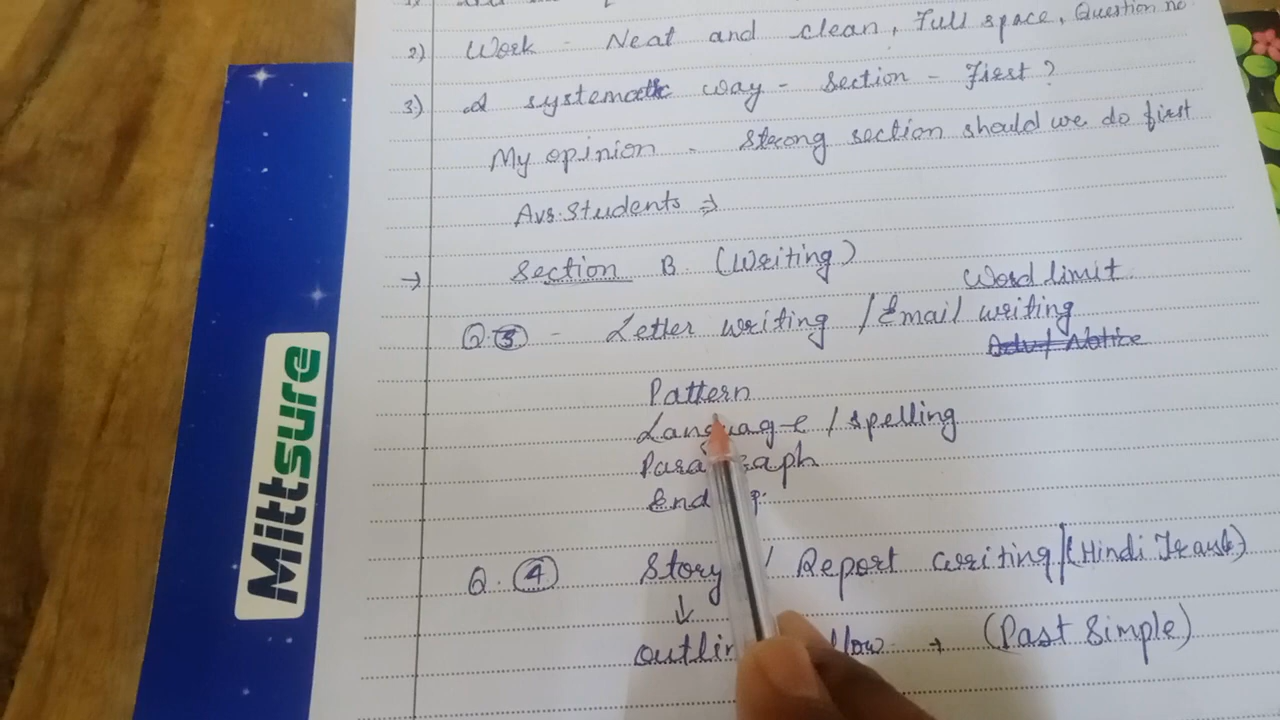 2) Work - Neat and clean, Full space, Question no
3) A systematic way - Section - First?
My opinion - Strong section should we do first
Avg. Students ⇒
→ Section B (Writing)
Word limit
Q.3 - Letter writing / Email writing
Advt Notice
Pattern
Language / spelling
Paragraph
Q. 4 Story / Report writing / (Hindi Trans)
↓
→ (Past Simple)
Mittsure